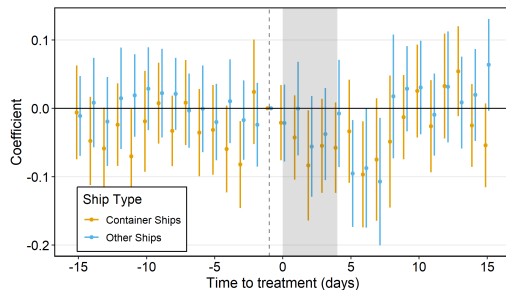 0.1
0.0
-0.1
-0.2
Coefficient
Ship Type
Container Ships
Other Ships
-15 -10 -5 0 5 10 15
Time to treatment (days)